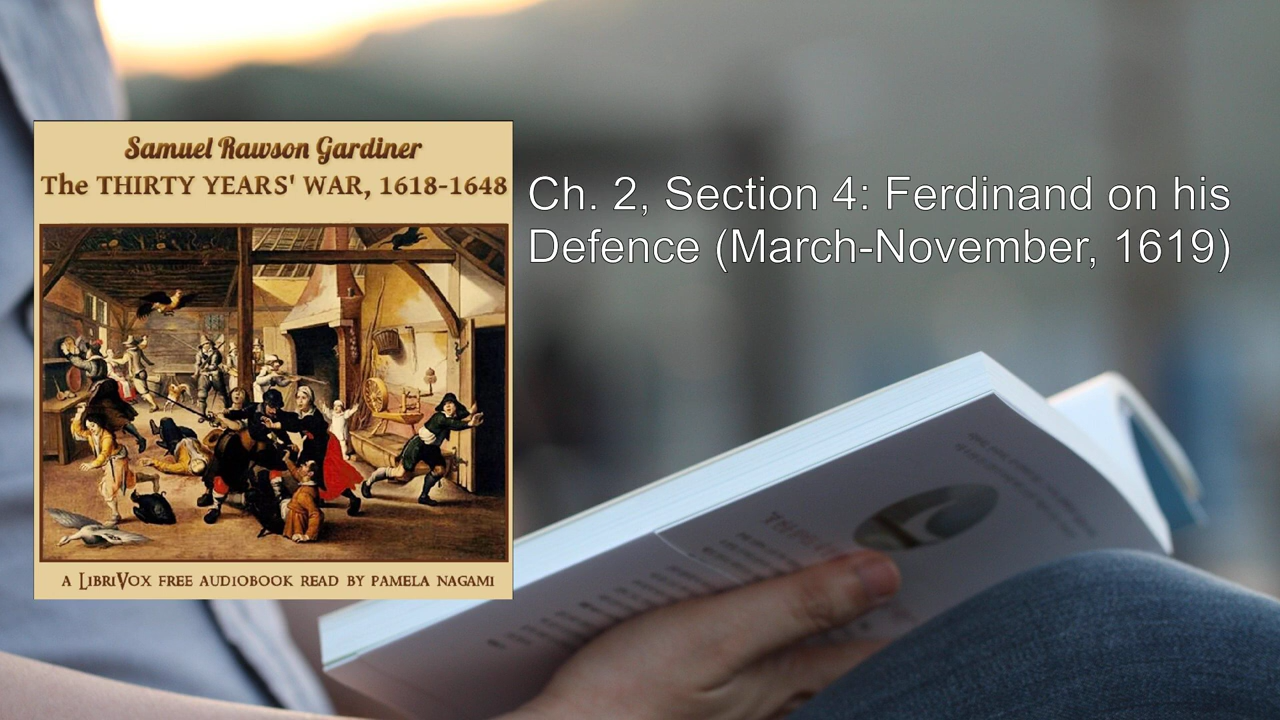 Samuel Rawson Gardiner
The THIRTY YEARS' WAR, 1618-1648
A LIBRIVOX FREE AUDIOBOOK READ BY PAMELA NAGAMI
Ch. 2, Section 4: Ferdinand on his
Defence (March-November, 1619)